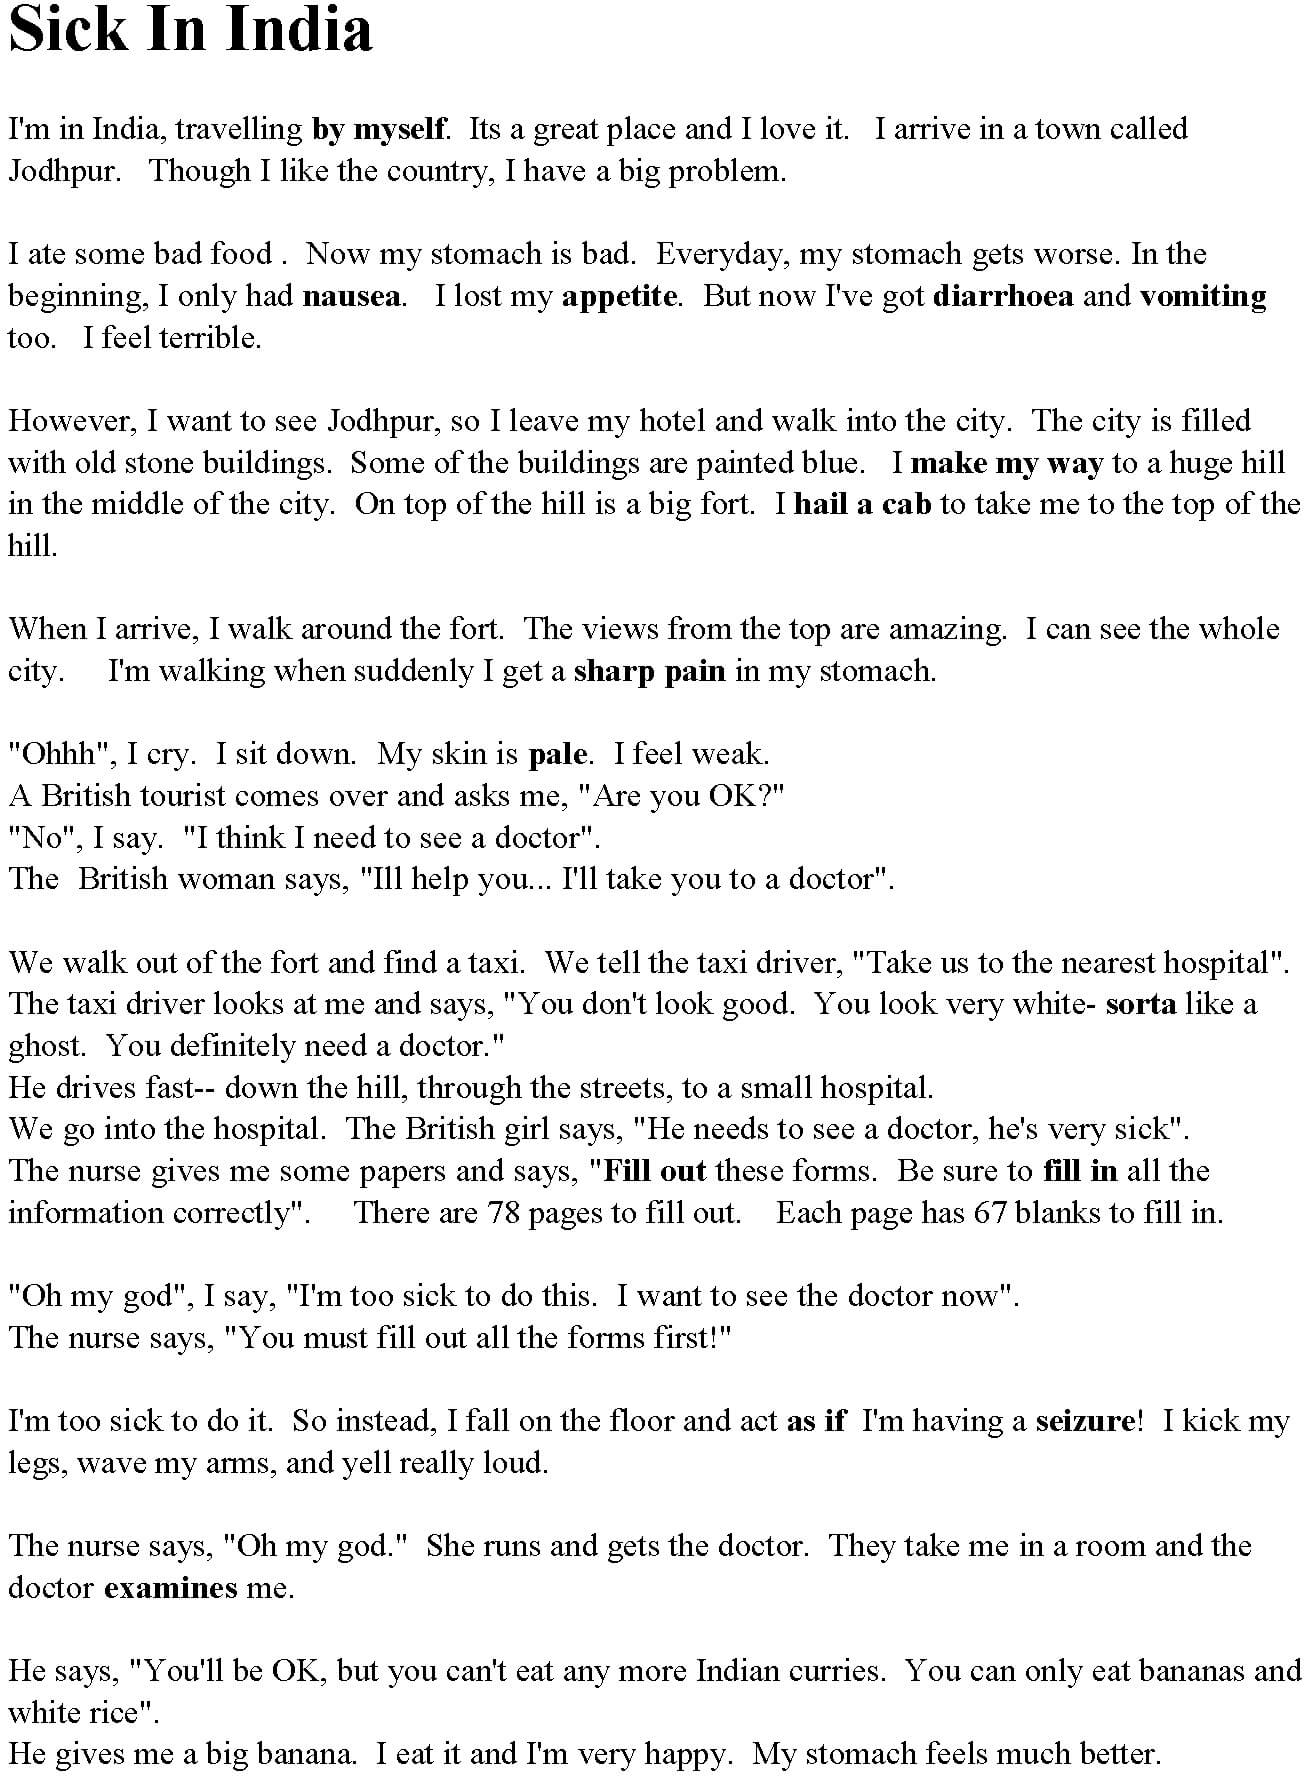 Sick In India
I'm in India, travelling by myself.  Its a great place and I love it.   I arrive in a town called
Jodhpur.   Though I like the country, I have a big problem.
I ate some bad food .  Now my stomach is bad.  Everyday, my stomach gets worse. In the
beginning, I only had nausea.   I lost my appetite.  But now I've got diarrhoea and vomiting
too.   I feel terrible.
However, I want to see Jodhpur, so I leave my hotel and walk into the city.  The city is filled
with old stone buildings.  Some of the buildings are painted blue.   I make my way to a huge hill
in the middle of the city.  On top of the hill is a big fort.  I hail a cab to take me to the top of the
hill.
When I arrive, I walk around the fort.  The views from the top are amazing.  I can see the whole
city.     I'm walking when suddenly I get a sharp pain in my stomach.
"Ohhh", I cry.  I sit down.  My skin is pale.  I feel weak.
A British tourist comes over and asks me, "Are you OK?"
"No", I say.  "I think I need to see a doctor".
The  British woman says, "Ill help you... I'll take you to a doctor".
We walk out of the fort and find a taxi.  We tell the taxi driver, "Take us to the nearest hospital".
The taxi driver looks at me and says, "You don't look good.  You look very white- sorta like a
ghost.  You definitely need a doctor."
He drives fast-- down the hill, through the streets, to a small hospital.
We go into the hospital.  The British girl says, "He needs to see a doctor, he's very sick".
The nurse gives me some papers and says, "Fill out these forms.  Be sure to fill in all the
information correctly".     There are 78 pages to fill out.    Each page has 67 blanks to fill in.
"Oh my god", I say, "I'm too sick to do this.  I want to see the doctor now".
The nurse says, "You must fill out all the forms first!"
I'm too sick to do it.  So instead, I fall on the floor and act as if  I'm having a seizure!  I kick my
legs, wave my arms, and yell really loud.
The nurse says, "Oh my god."  She runs and gets the doctor.  They take me in a room and the
doctor examines me.
He says, "You'll be OK, but you can't eat any more Indian curries.  You can only eat bananas and
white rice".
He gives me a big banana.  I eat it and I'm very happy.  My stomach feels much better.